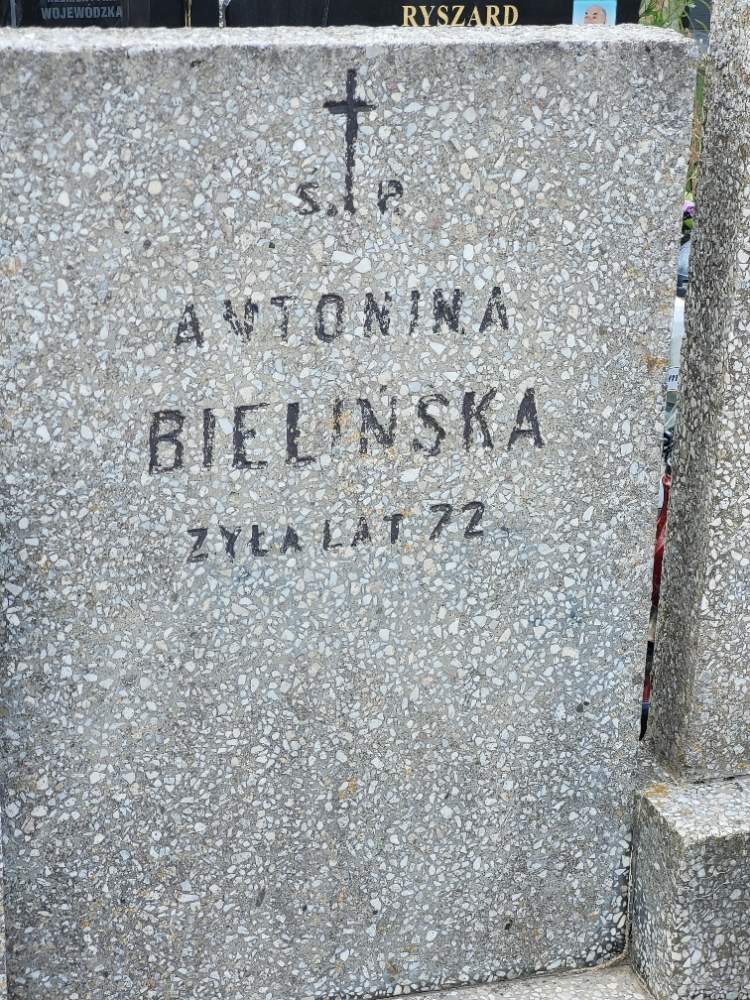 WOJEWÓDZKA
RYSZARD
Ś. P.
ANTONINA
BIELIŃSKA
ŻYŁA LAT 72